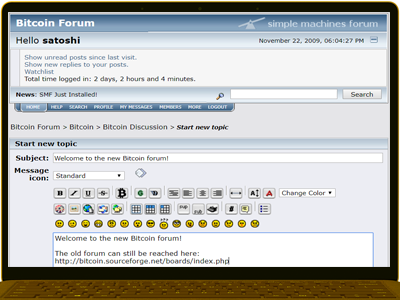 Bitcoin Forum
simple machines forum
Hello satoshi
November 22, 2009, 06:04:27 PM
Show unread posts since last visit.
Show new replies to your posts.
Watchlist
Total time logged in: 2 days, 2 hours and 4 minutes.
News: SMF Just Installed!
Search
HOME HELP SEARCH PROFILE MY MESSAGES MEMBERS MORE LOGOUT
Bitcoin Forum > Bitcoin > Bitcoin Discussion > Start new topic
Start new topic
Subject: Welcome to the new Bitcoin forum!
Message icon: Standard
Change Color
Welcome to the new Bitcoin forum!
The old forum can still be reached here:
http://bitcoin.sourceforge.net/boards/index.php